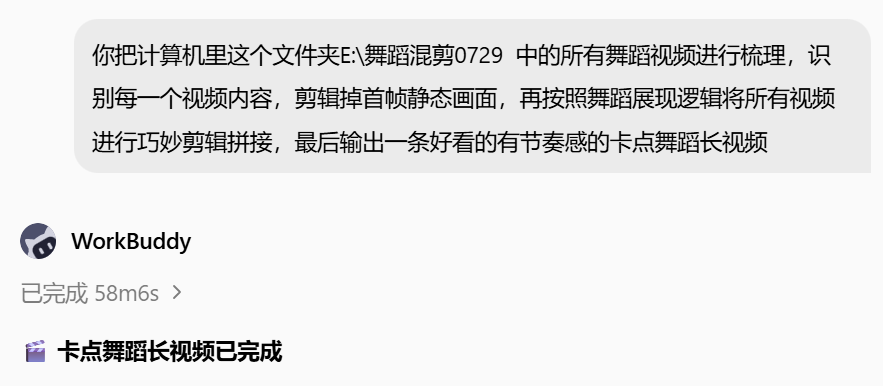 你把计算机里这个文件夹E:\舞蹈混剪0729 中的所有舞蹈视频进行梳理，识
别每一个视频内容，剪辑掉首帧静态画面，再按照舞蹈展现逻辑将所有视频
进行巧妙剪辑拼接，最后输出一条好看的有节奏感的卡点舞蹈长视频
WorkBuddy
已完成 58m6s >
🎬 卡点舞蹈长视频已完成